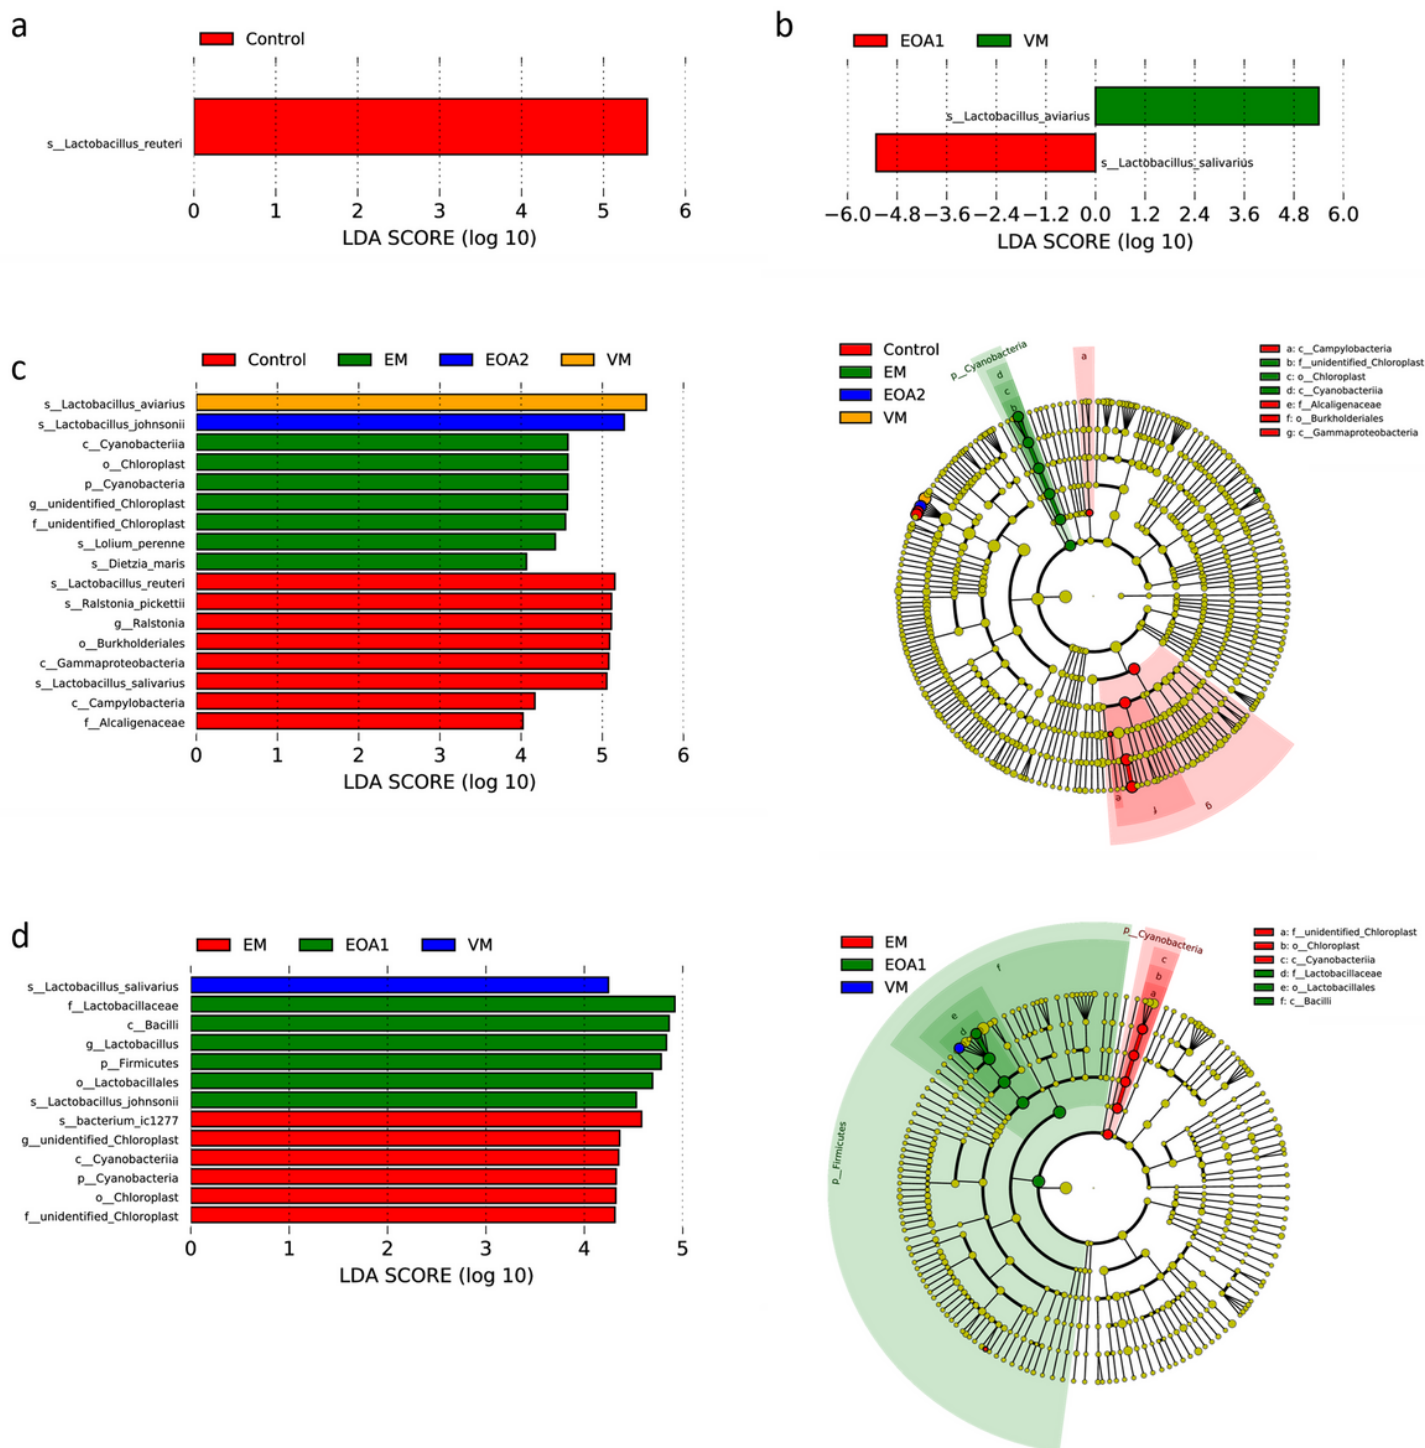 a
Control
s__Lactobacillus_reuteri
0 1 2 3 4 5 6
LDA SCORE (log 10)
b
EOA1 VM
s__Lactobacillus_aviarius
s__Lactobacillus_salivarius
−6.0 −4.8 −3.6 −2.4 −1.2 0.0 1.2 2.4 3.6 4.8 6.0
LDA SCORE (log 10)
c
Control EM EOA2 VM
s__Lactobacillus_aviarius
s__Lactobacillus_johnsonii
c__Cyanobacteriia
o__Chloroplast
p__Cyanobacteria
g__unidentified_Chloroplast
f__unidentified_Chloroplast
s__Lolium_perenne
s__Dietzia_maris
s__Lactobacillus_reuteri
s__Ralstonia_pickettii
g__Ralstonia
o__Burkholderiales
c__Gammaproteobacteria
s__Lactobacillus_salivarius
c__Campylobacteria
f__Alcaligenaceae
0 1 2 3 4 5 6
LDA SCORE (log 10)
Control
EM
EOA2
VM
p__Cyanobacteria
d
c
b
a
e
f
g
a: c__Campylobacteria
b: f__unidentified_Chloroplast
c: o__Chloroplast
d: c__Cyanobacteriia
e: f__Alcaligenaceae
f: o__Burkholderiales
g: c__Gammaproteobacteria
d
EM EOA1 VM
s__Lactobacillus_salivarius
f__Lactobacillaceae
c__Bacilli
g__Lactobacillus
p__Firmicutes
o__Lactobacillales
s__Lactobacillus_johnsonii
s__bacterium_ic1277
g__unidentified_Chloroplast
c__Cyanobacteriia
p__Cyanobacteria
o__Chloroplast
f__unidentified_Chloroplast
0 1 2 3 4 5
LDA SCORE (log 10)
EM
EOA1
VM
p__Cyanobacteria
c
b
a
f
e
d
p__Firmicutes
a: f__unidentified_Chloroplast
b: o__Chloroplast
c: c__Cyanobacteriia
d: f__Lactobacillaceae
e: o__Lactobacillales
f: c__Bacilli